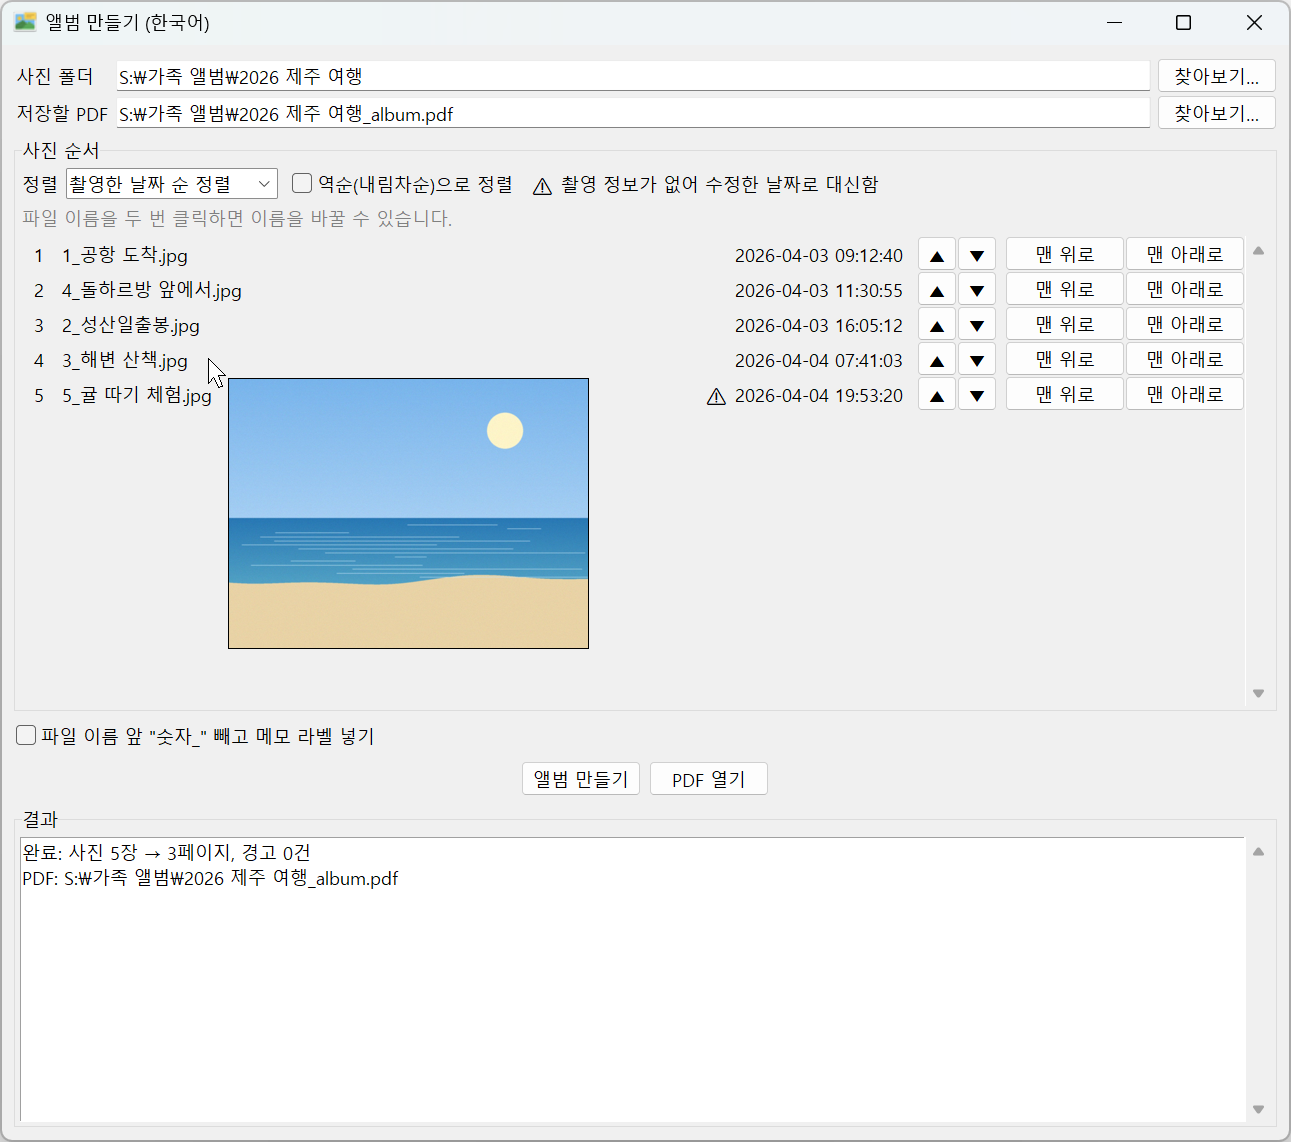 앨범 만들기 (한국어)
사진 폴더 S:₩가족 앨범₩2026 제주 여행 찾아보기...
저장할 PDF S:₩가족 앨범₩2026 제주 여행_album.pdf 찾아보기...
사진 순서
정렬 촬영한 날짜 순 정렬 역순(내림차순)으로 정렬 ⚠ 촬영 정보가 없어 수정한 날짜로 대신함
파일 이름을 두 번 클릭하면 이름을 바꿀 수 있습니다.
1 1_공항 도착.jpg 2026-04-03 09:12:40 ▲ ▼ 맨 위로 맨 아래로
2 4_돌하르방 앞에서.jpg 2026-04-03 11:30:55 ▲ ▼ 맨 위로 맨 아래로
3 2_성산일출봉.jpg 2026-04-03 16:05:12 ▲ ▼ 맨 위로 맨 아래로
4 3_해변 산책.jpg 2026-04-04 07:41:03 ▲ ▼ 맨 위로 맨 아래로
5 5_귤 따기 체험.jpg ⚠ 2026-04-04 19:53:20 ▲ ▼ 맨 위로 맨 아래로
파일 이름 앞 "숫자_" 빼고 메모 라벨 넣기
앨범 만들기 PDF 열기
결과
완료: 사진 5장 → 3페이지, 경고 0건
PDF: S:₩가족 앨범₩2026 제주 여행_album.pdf